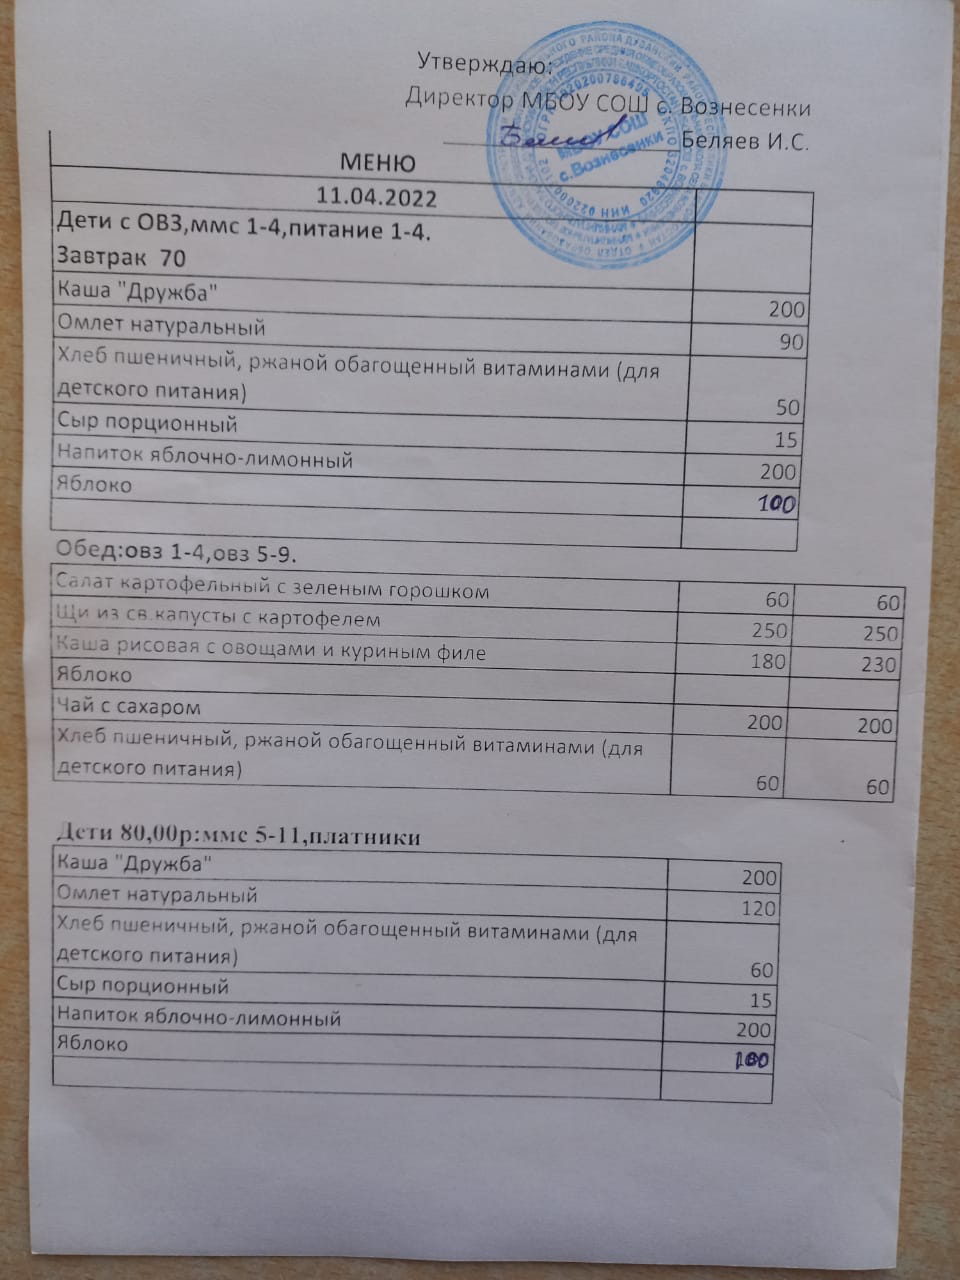 Утверждаю:
Директор МБОУ СОШ с. Вознесенки
Беляев И.С.
МБОУ СОШ
с.Вознесенки
МЕНЮ
11.04.2022
Дети с ОВЗ,ммс 1-4,питание 1-4.
Завтрак 70
Каша "Дружба" 200
Омлет натуральный 90
Хлеб пшеничный, ржаной обагощенный витаминами (для
детского питания) 50
Сыр порционный 15
Напиток яблочно-лимонный 200
Яблоко 100
Обед:овз 1-4,овз 5-9.
Салат картофельный с зеленым горошком 60 60
Щи из св.капусты с картофелем 250 250
Каша рисовая с овощами и куриным филе 180 230
Яблоко
Чай с сахаром 200 200
Хлеб пшеничный, ржаной обагощенный витаминами (для
детского питания) 60 60
Дети 80,00р:ммс 5-11,платники
Каша "Дружба" 200
Омлет натуральный 120
Хлеб пшеничный, ржаной обагощенный витаминами (для
детского питания) 60
Сыр порционный 15
Напиток яблочно-лимонный 200
Яблоко 100